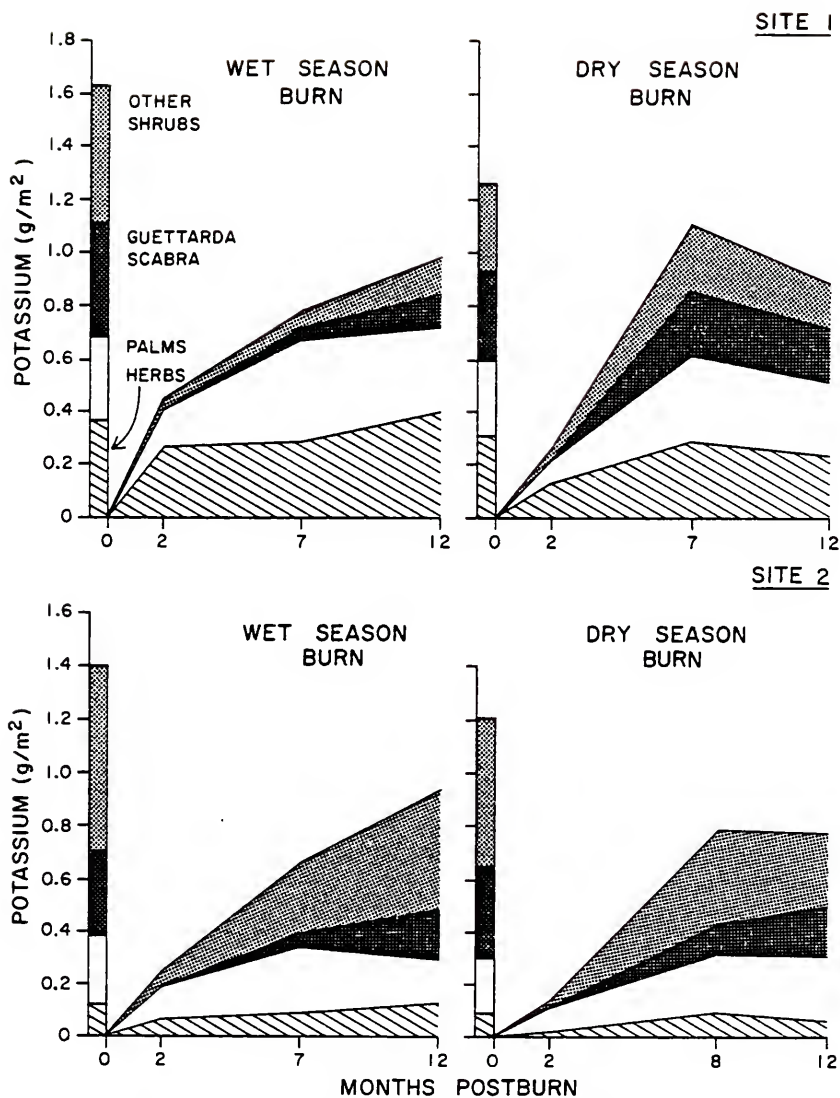 SITE 1
WET SEASON
BURN
DRY SEASON
BURN
POTASSIUM (g/m²)
1.8
1.6
1.4
1.2
1.0
0.8
0.6
0.4
0.2
0
OTHER
SHRUBS
GUETTARDA
SCABRA
PALMS
HERBS
0 2 7 12
0 2 7 12
SITE 2
WET SEASON
BURN
DRY SEASON
BURN
POTASSIUM (g/m²)
1.6
1.4
1.2
1.0
0.8
0.6
0.4
0.2
0
0 2 7 12
0 2 8 12
MONTHS POSTBURN